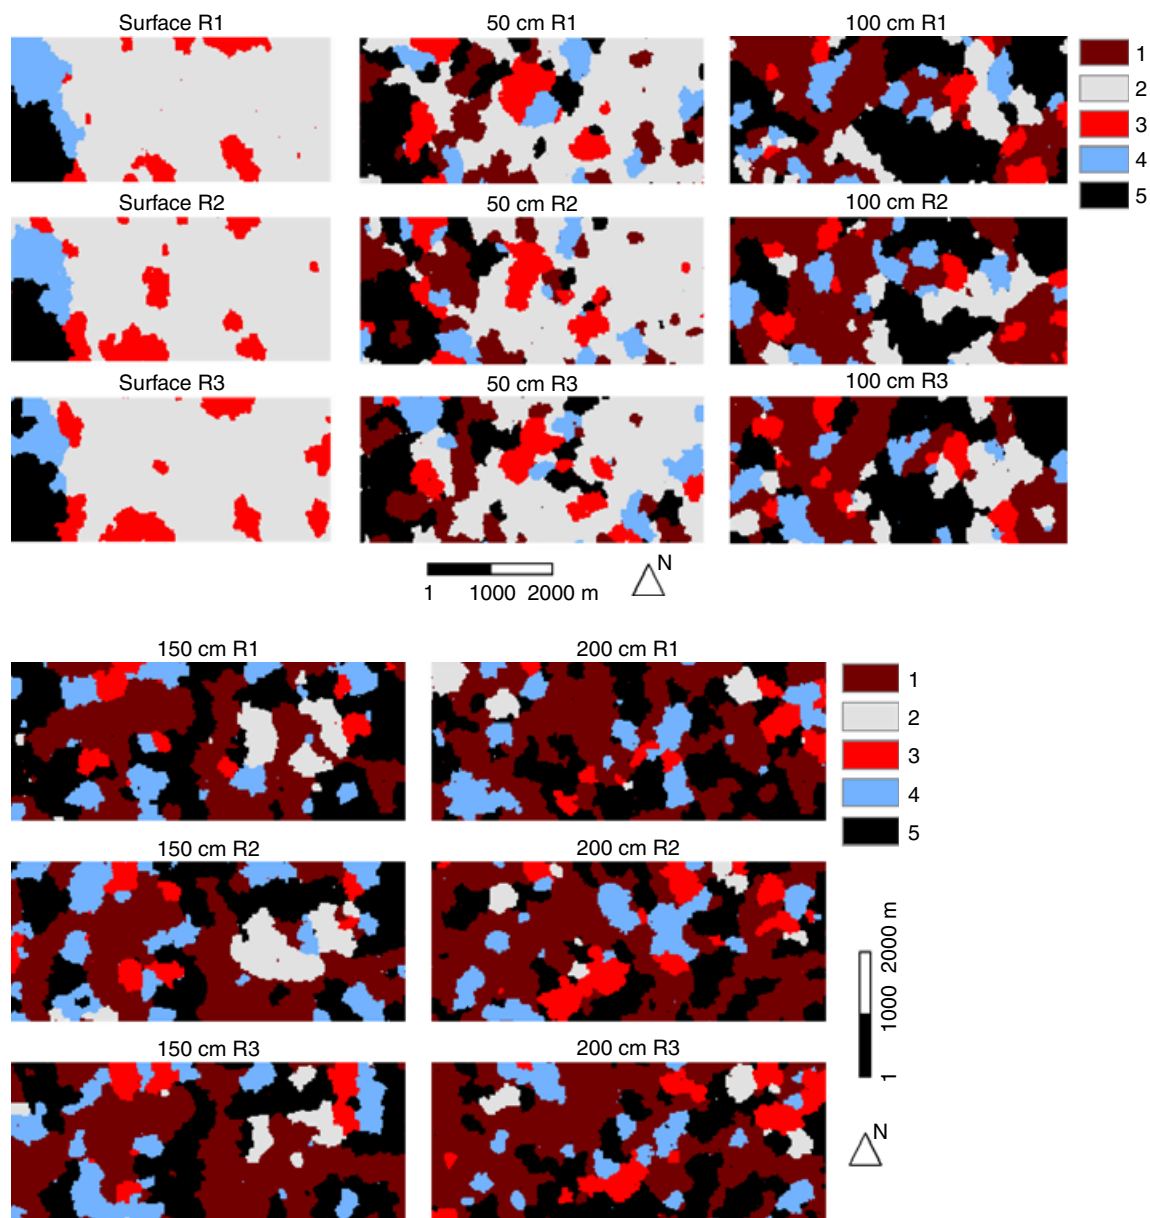 Surface R1
50 cm R1
100 cm R1
1
2
3
4
5
Surface R2
50 cm R2
100 cm R2
Surface R3
50 cm R3
100 cm R3
1 1000 2000 m
N
150 cm R1
200 cm R1
1
2
3
4
5
150 cm R2
200 cm R2
1 1000 2000 m
150 cm R3
200 cm R3
N